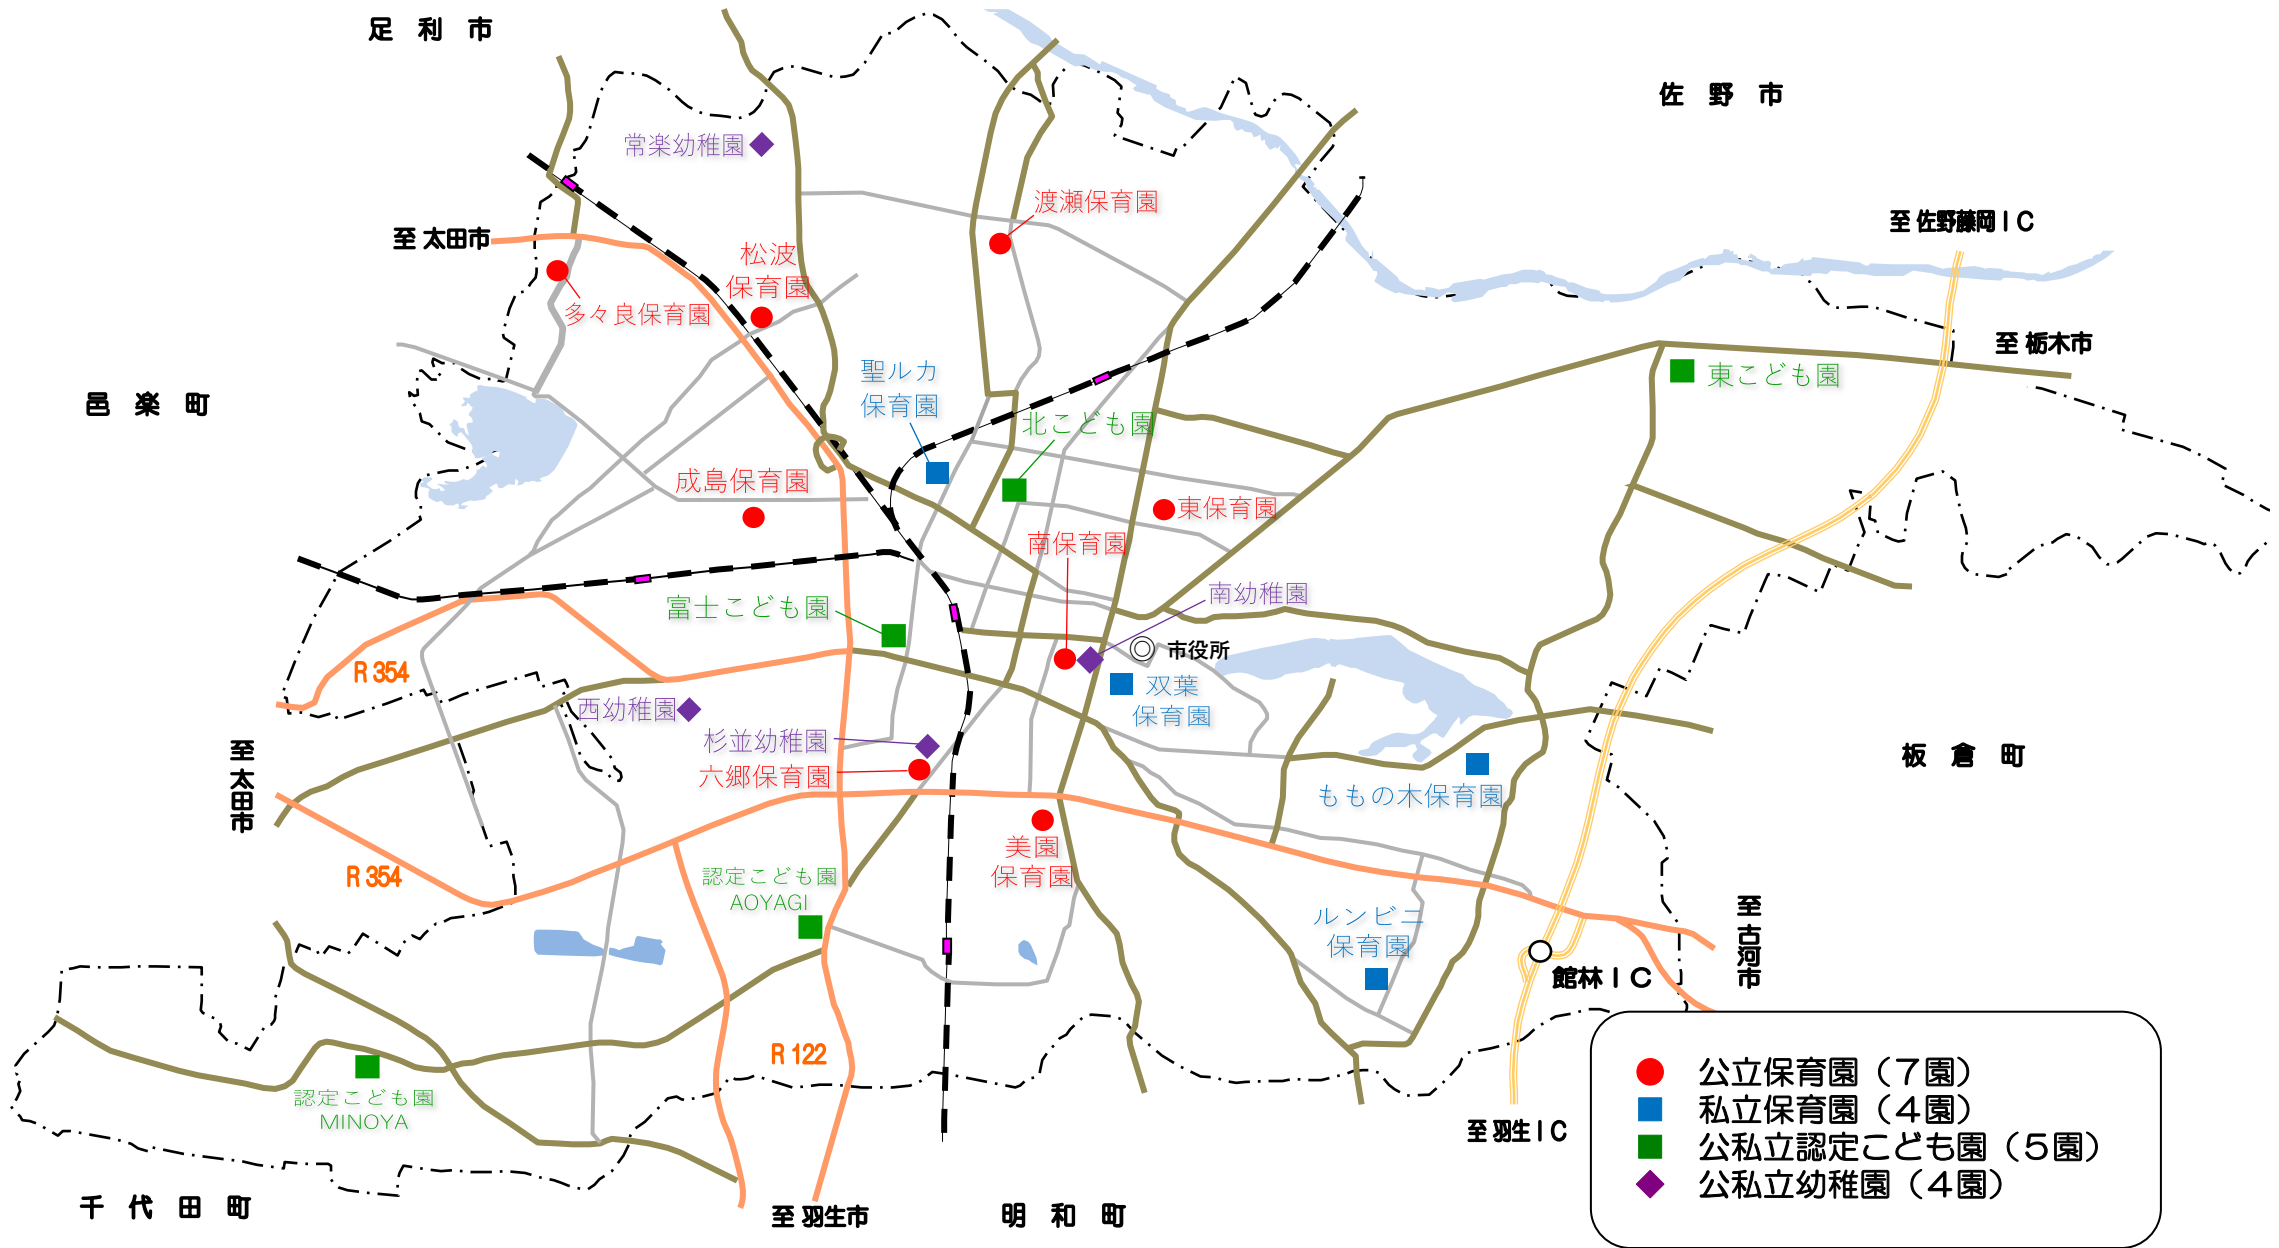 足 利 市
佐 野 市
常楽幼稚園
渡瀬保育園
至 太田市
至 佐野藤岡ＩＣ
松波
保育園
多々良保育園
至 栃木市
聖ルカ
保育園
東こども園
邑 楽 町
北こども園
成島保育園
東保育園
南保育園
南幼稚園
富士こども園
市役所
R 354
双葉
保育園
西幼稚園
杉並幼稚園
六郷保育園
至太田市
板 倉 町
ももの木保育園
美園
保育園
R 354
認定こども園
AOYAGI
ルンビニ
保育園
至古河市
館林ＩＣ
R 122
認定こども園
MINOYA
至 羽生ＩＣ
公立保育園（７園）
私立保育園（４園）
公私立認定こども園（５園）
公私立幼稚園（４園）
千 代 田 町
至 羽生市
明 和 町